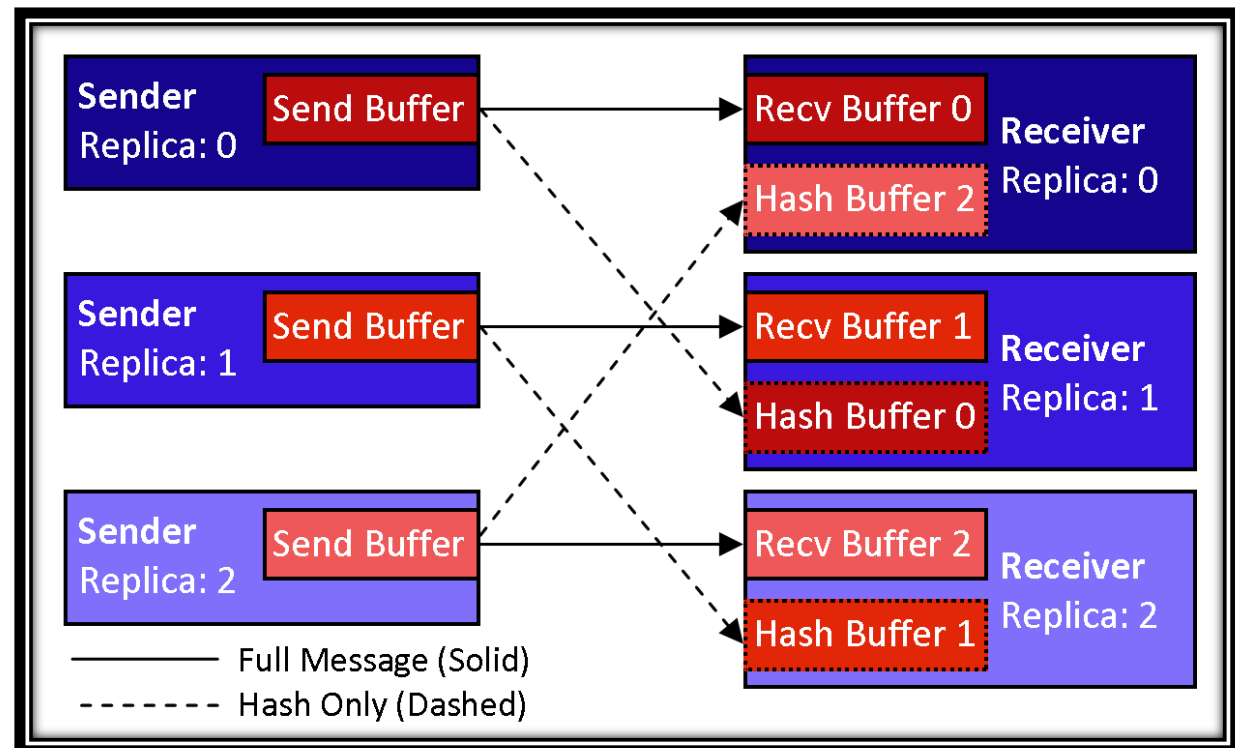 Sender
Replica: 0
Send Buffer
Recv Buffer 0
Hash Buffer 2
Receiver
Replica: 0
Sender
Replica: 1
Send Buffer
Recv Buffer 1
Hash Buffer 0
Receiver
Replica: 1
Sender
Replica: 2
Send Buffer
Recv Buffer 2
Hash Buffer 1
Receiver
Replica: 2
Full Message (Solid)
Hash Only (Dashed)